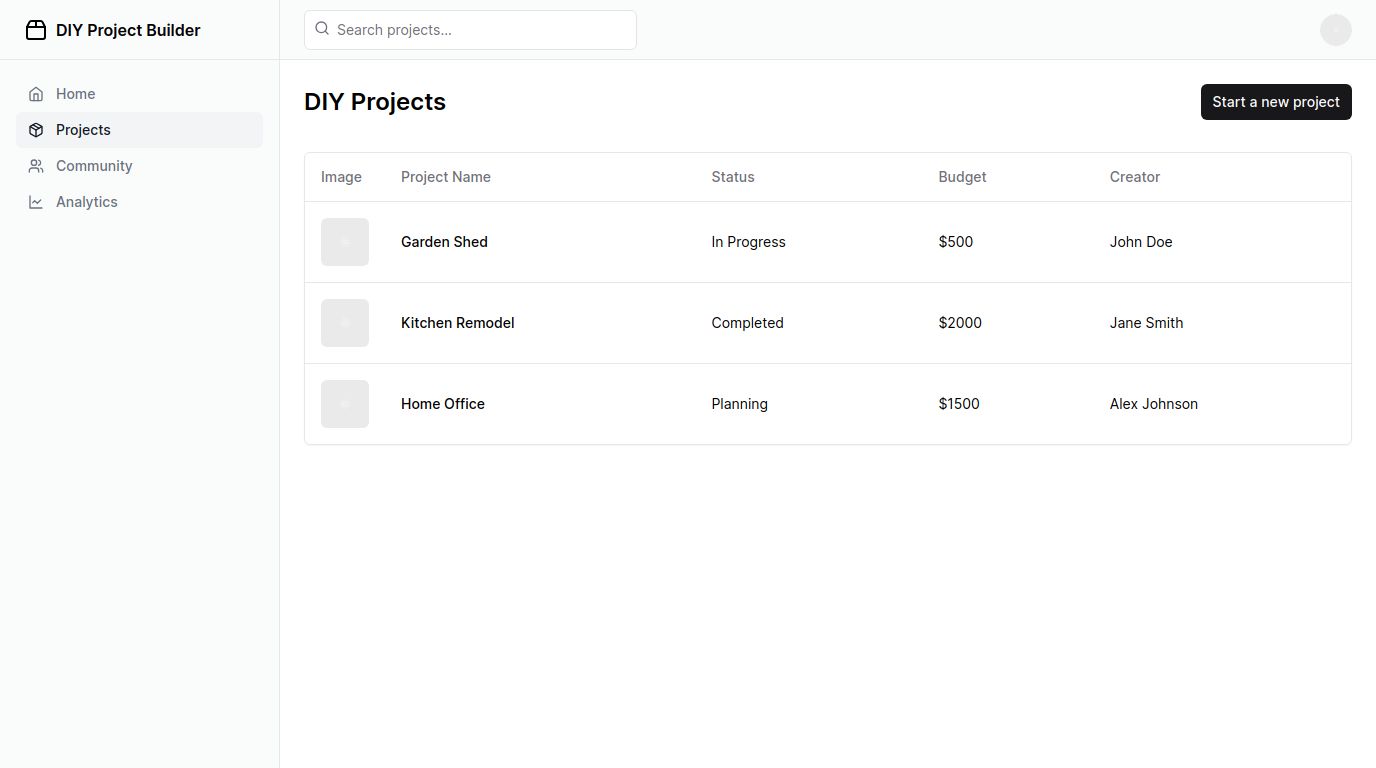 DIY Project Builder
Search projects...
Home
Projects
Community
Analytics
DIY Projects
Start a new project
Image Project Name Status Budget Creator
Garden Shed In Progress $500 John Doe
Kitchen Remodel Completed $2000 Jane Smith
Home Office Planning $1500 Alex Johnson